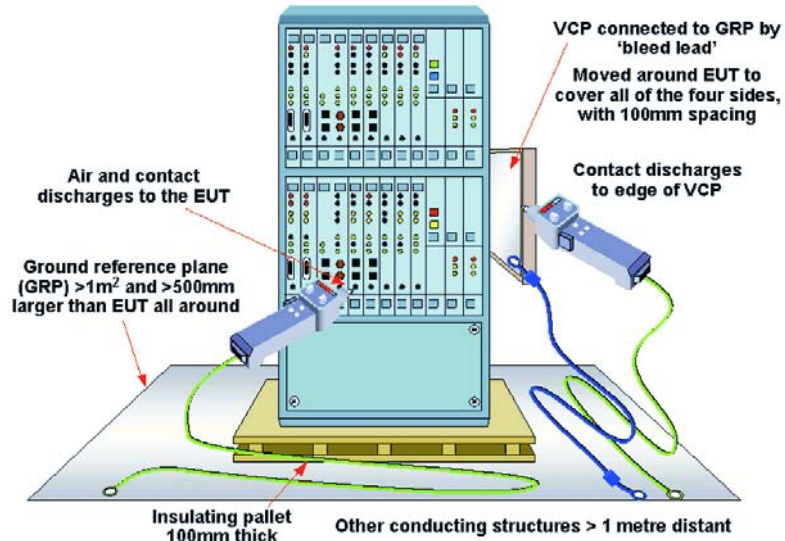 VCP connected to GRP by
‘bleed lead’
Moved around EUT to
cover all of the four sides,
with 100mm spacing
Air and contact
discharges to the EUT
Contact discharges
to edge of VCP
Ground reference plane
(GRP) >1m² and >500mm
larger than EUT all around
Insulating pallet
100mm thick
Other conducting structures > 1 metre distant